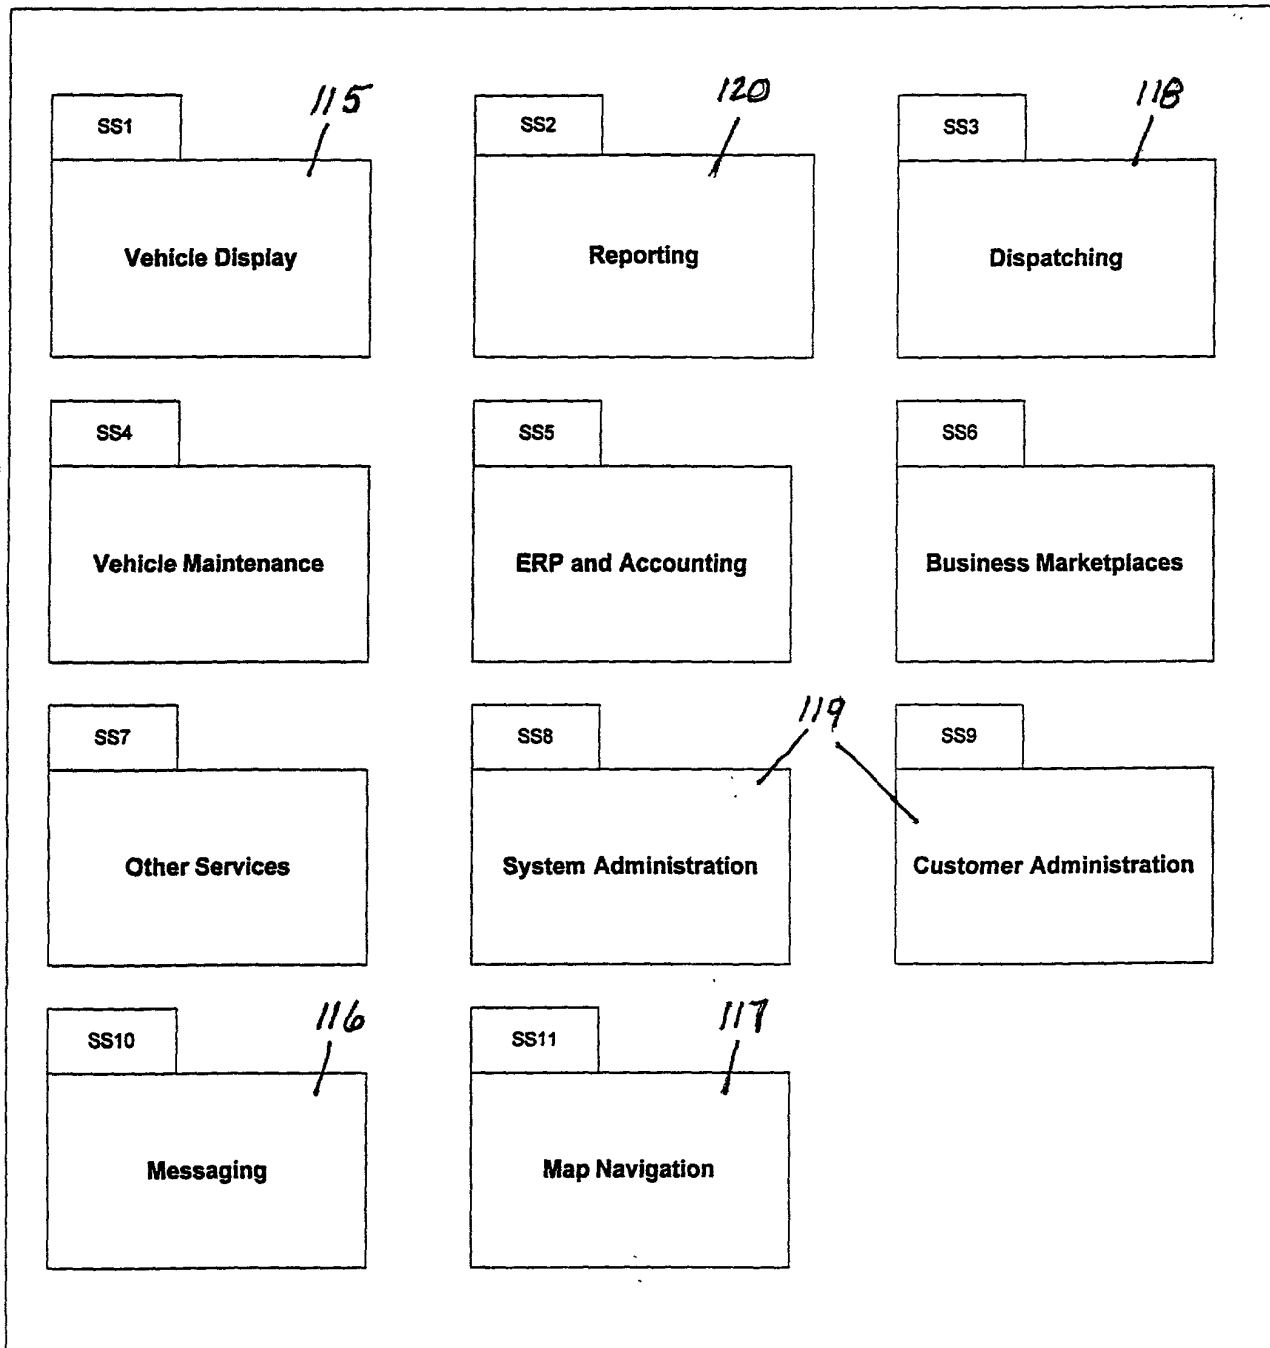 115
120
118
SS1
SS2
SS3
Vehicle Display
Reporting
Dispatching
SS4
SS5
SS6
Vehicle Maintenance
ERP and Accounting
Business Marketplaces
119
SS7
SS8
SS9
Other Services
System Administration
Customer Administration
116
117
SS10
SS11
Messaging
Map Navigation